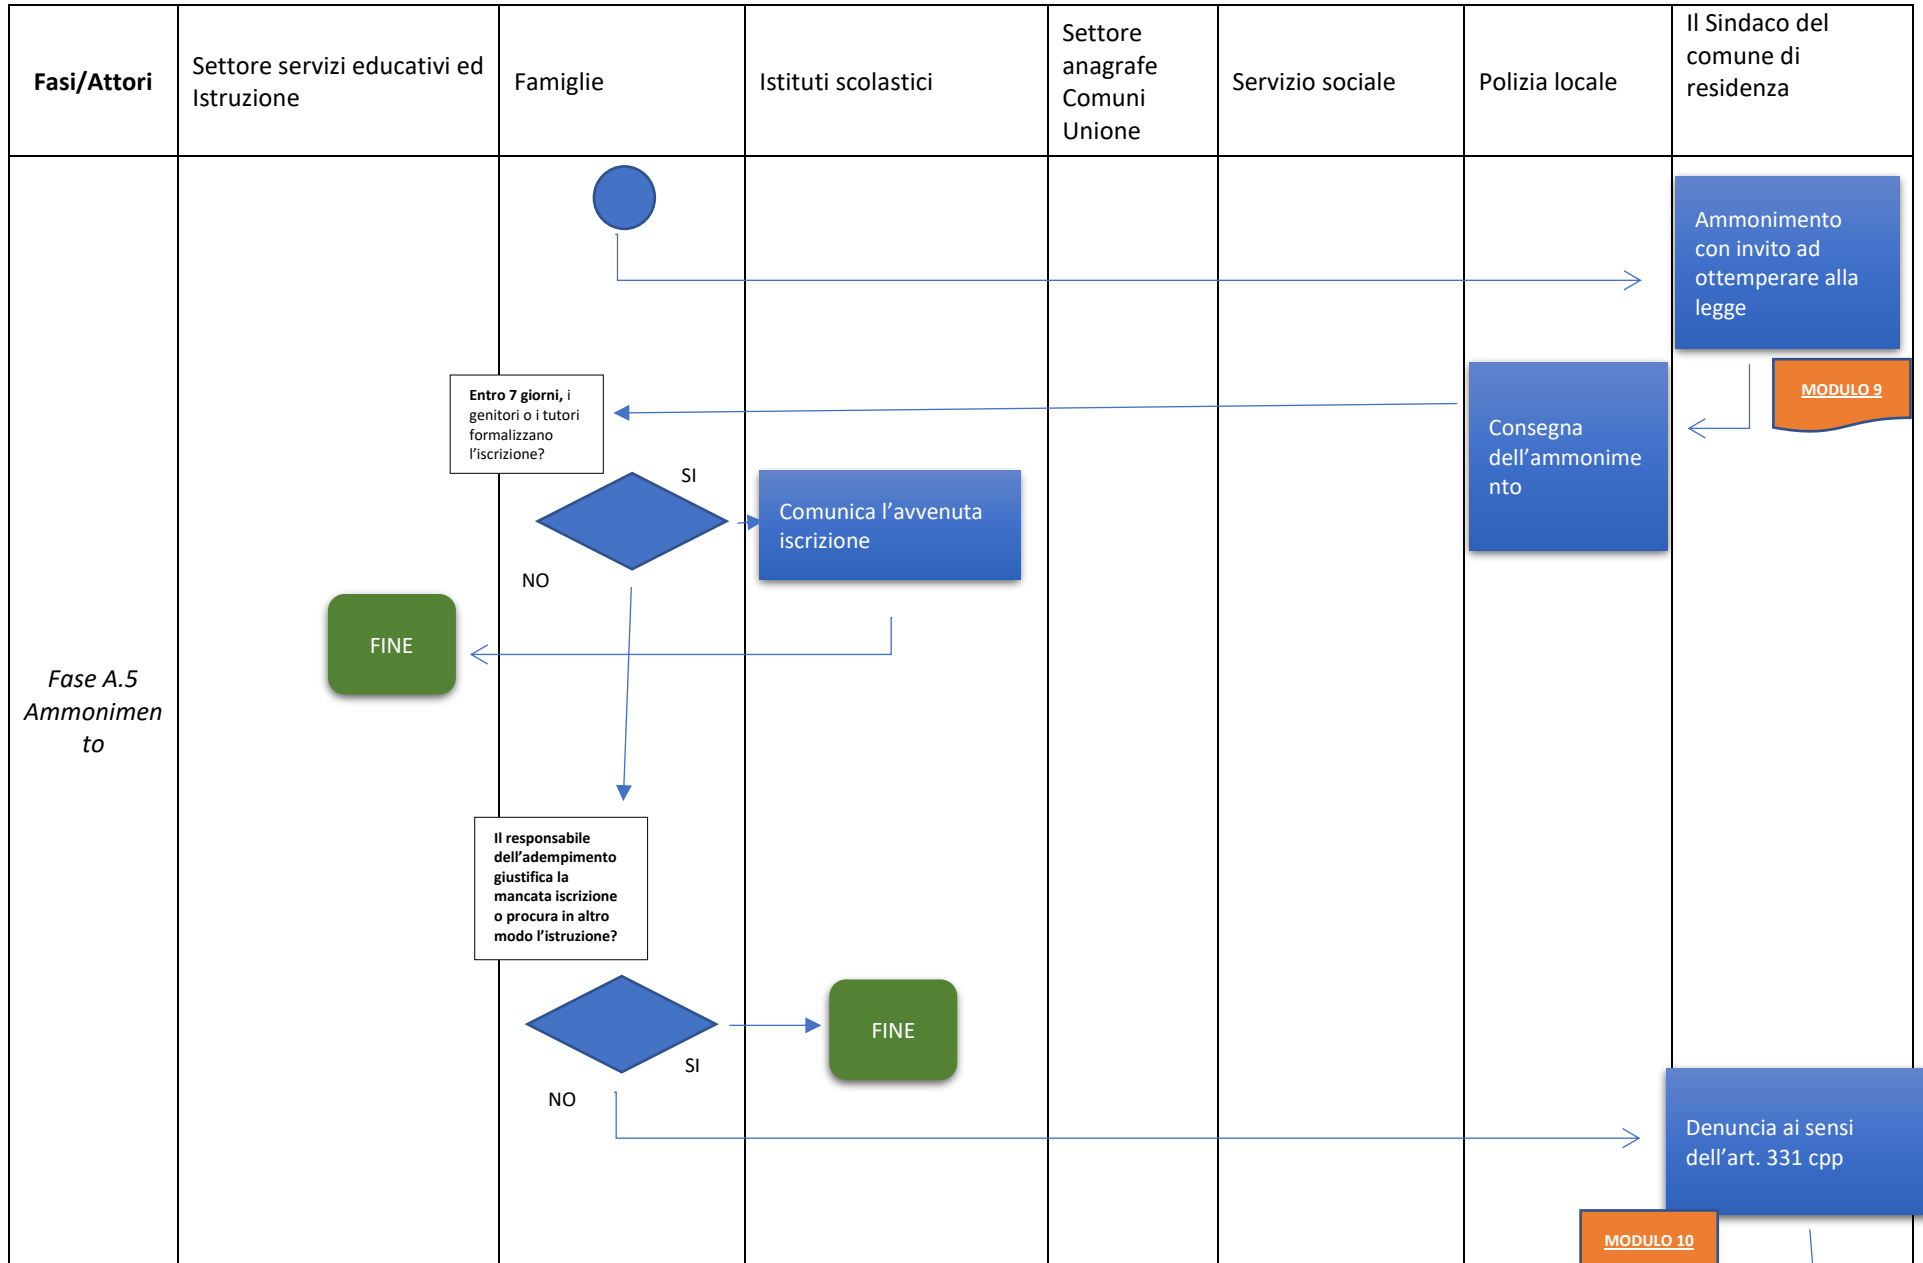 Fasi/Attori
Settore servizi educativi ed
Istruzione
Famiglie
Istituti scolastici
Settore
anagrafe
Comuni
Unione
Servizio sociale
Polizia locale
Il Sindaco del
comune di
residenza
Fase A.5
Ammonimen
to
Ammonimento
con invito ad
ottemperare alla
legge
MODULO 9
Consegna
dell'ammonime
nto
Entro 7 giorni, i
genitori o i tutori
formalizzano
l'iscrizione?
SI
Comunica l'avvenuta
iscrizione
NO
FINE
Il responsabile
dell'adempimento
giustifica la
mancata iscrizione
o procura in altro
modo l'istruzione?
FINE
SI
NO
Denuncia ai sensi
dell'art. 331 cpp
MODULO 10